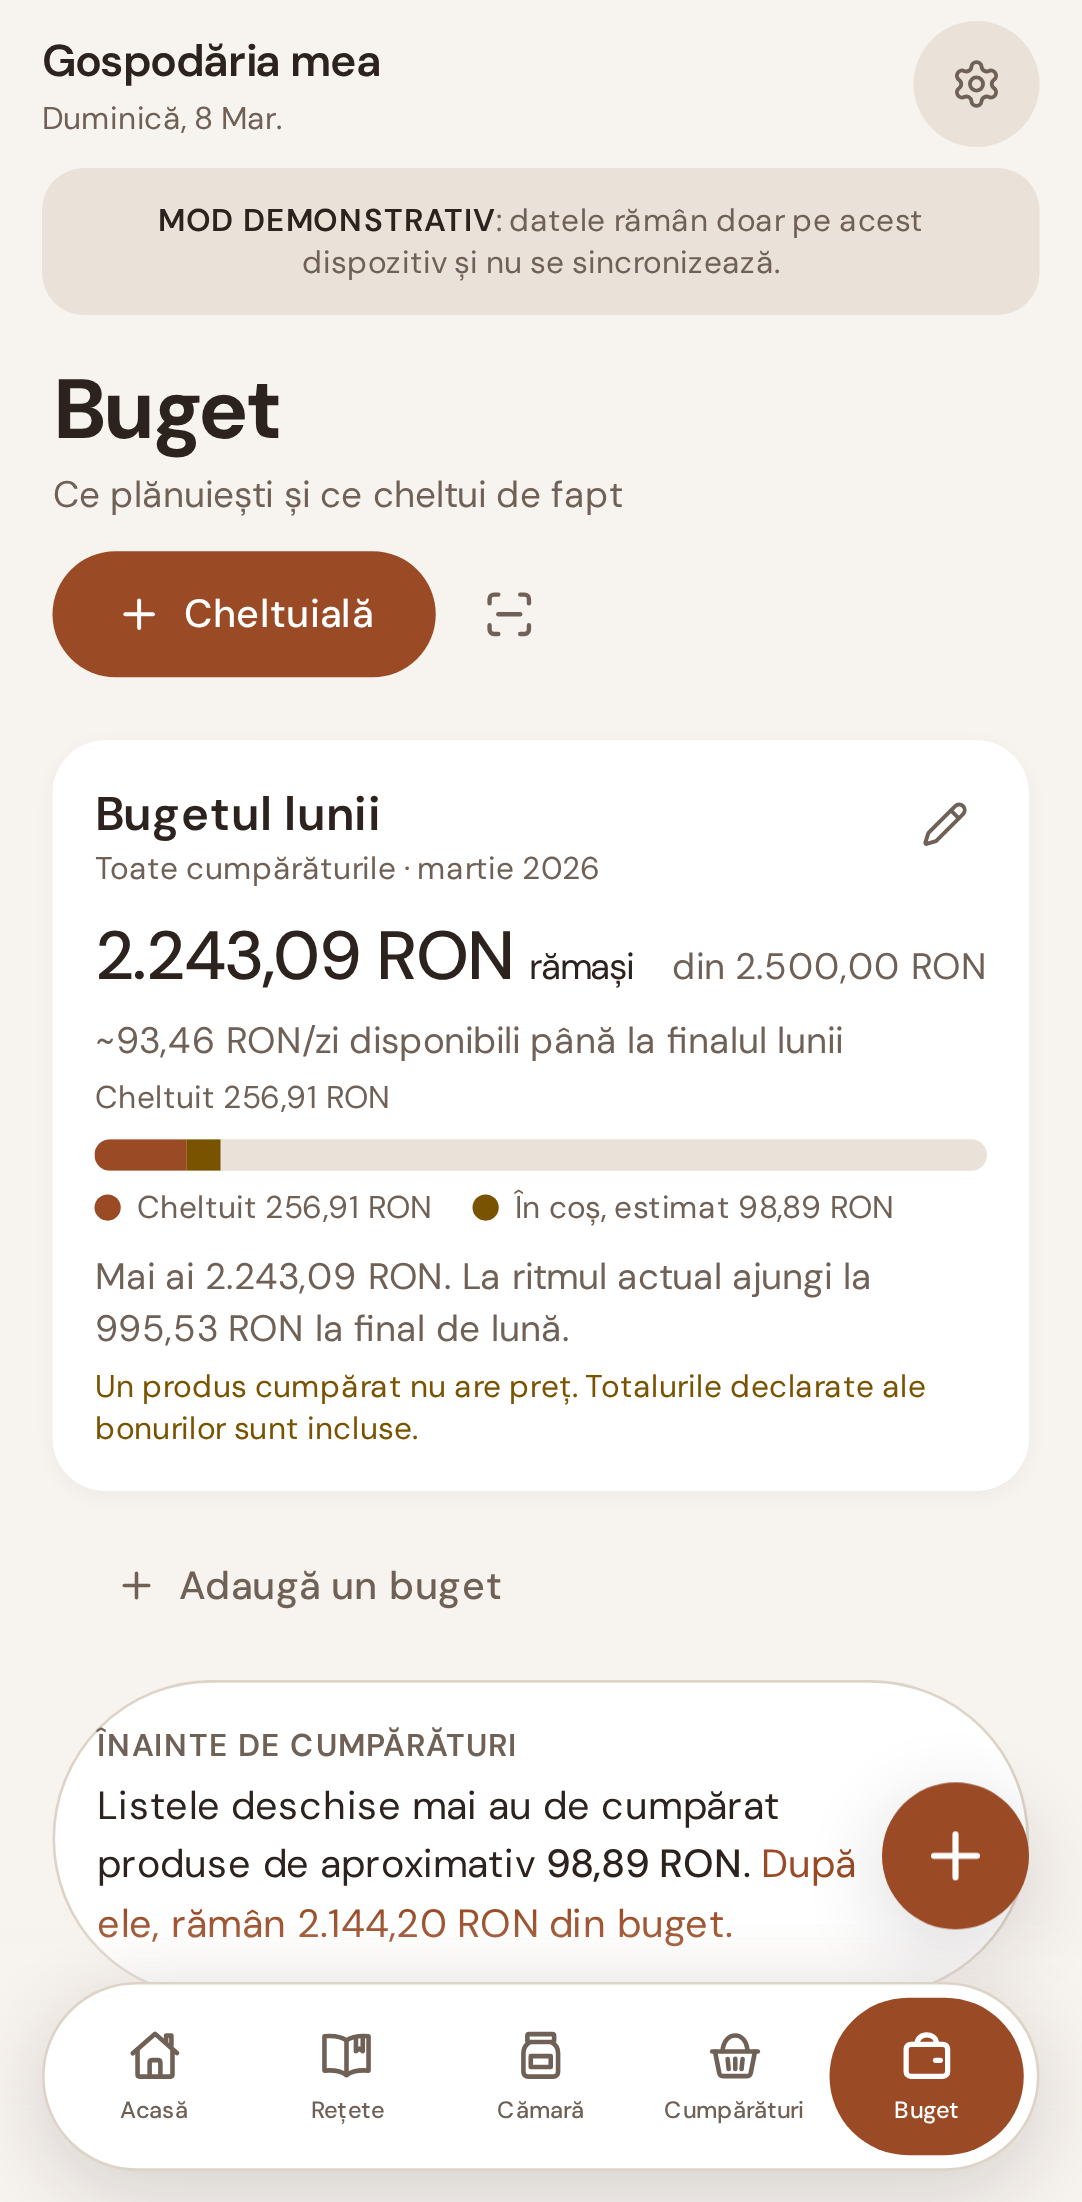 Gospodăria mea
Duminică, 8 Mar.
MOD DEMONSTRATIV: datele rămân doar pe acest
dispozitiv și nu se sincronizează.
Buget
Ce plănuiești și ce cheltui de fapt
Cheltuială
Bugetul lunii
Toate cumpărăturile · martie 2026
2.243,09 RON rămași din 2.500,00 RON
~93,46 RON/zi disponibili până la finalul lunii
Cheltuit 256,91 RON
Cheltuit 256,91 RON În coș, estimat 98,89 RON
Mai ai 2.243,09 RON. La ritmul actual ajungi la
995,53 RON la final de lună.
Un produs cumpărat nu are preț. Totalurile declarate ale
bonurilor sunt incluse.
Adaugă un buget
ÎNAINTE DE CUMPĂRĂTURI
Listele deschise mai au de cumpărat
produse de aproximativ 98,89 RON. După
ele, rămân 2.144,20 RON din buget.
Acasă Rețete Cămară Cumpărături Buget